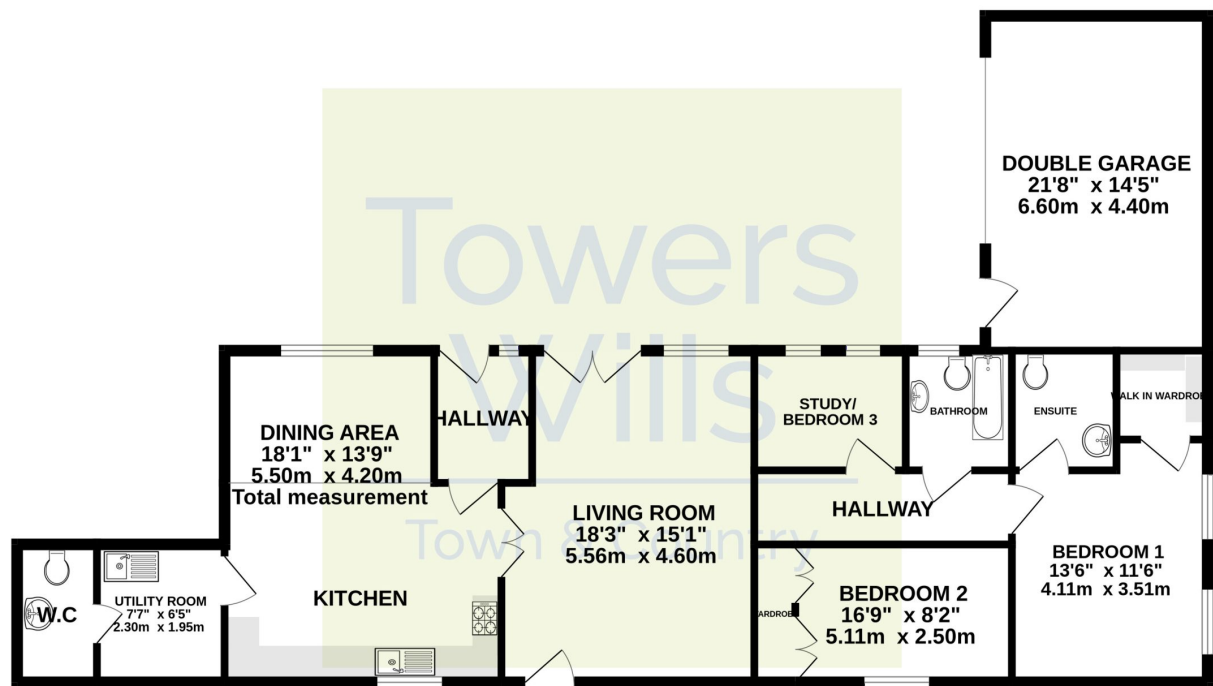 Towers
Wills
Town & Country
DOUBLE GARAGE
21'8" x 14'5"
6.60m x 4.40m
DINING AREA
18'1" x 13'9"
5.50m x 4.20m
Total measurement
HALLWAY
STUDY/
BEDROOM 3
BATHROOM
ENSUITE
WALK IN WARDROBE
LIVING ROOM
18'3" x 15'1"
5.56m x 4.60m
HALLWAY
BEDROOM 1
13'6" x 11'6"
4.11m x 3.51m
W.C
UTILITY ROOM
7'7" x 6'5"
2.30m x 1.95m
KITCHEN
WARDROBE
BEDROOM 2
16'9" x 8'2"
5.11m x 2.50m